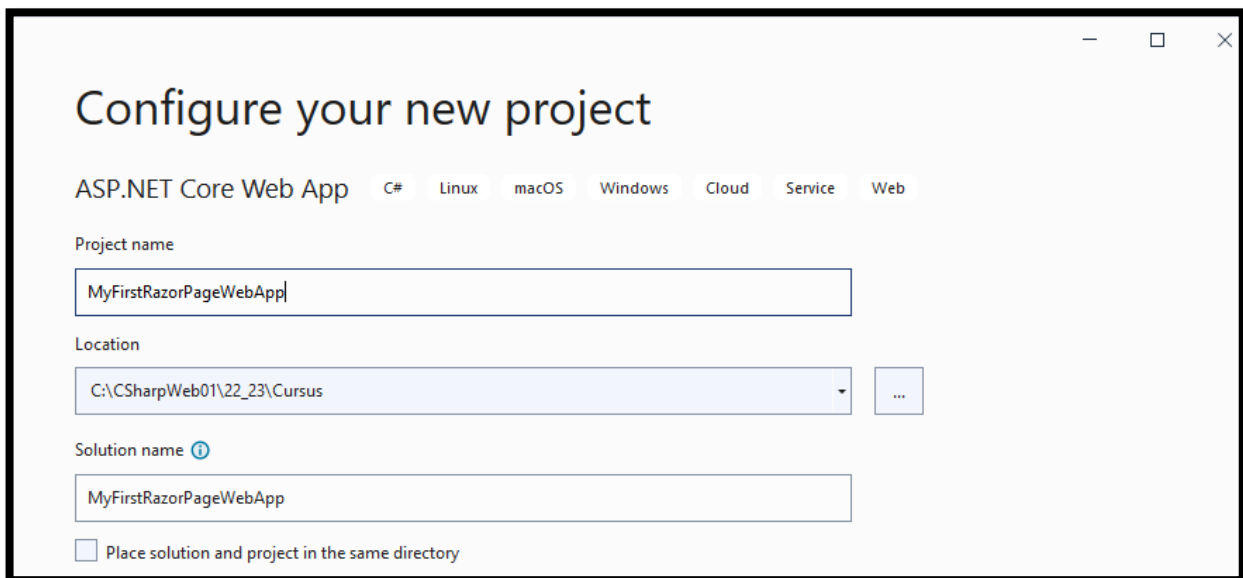 Configure your new project
ASP.NET Core Web App C# Linux macOS Windows Cloud Service Web
Project name
MyFirstRazorPageWebApp
Location
C:\CSharpWeb01\22_23\Cursus
...
Solution name
MyFirstRazorPageWebApp
Place solution and project in the same directory